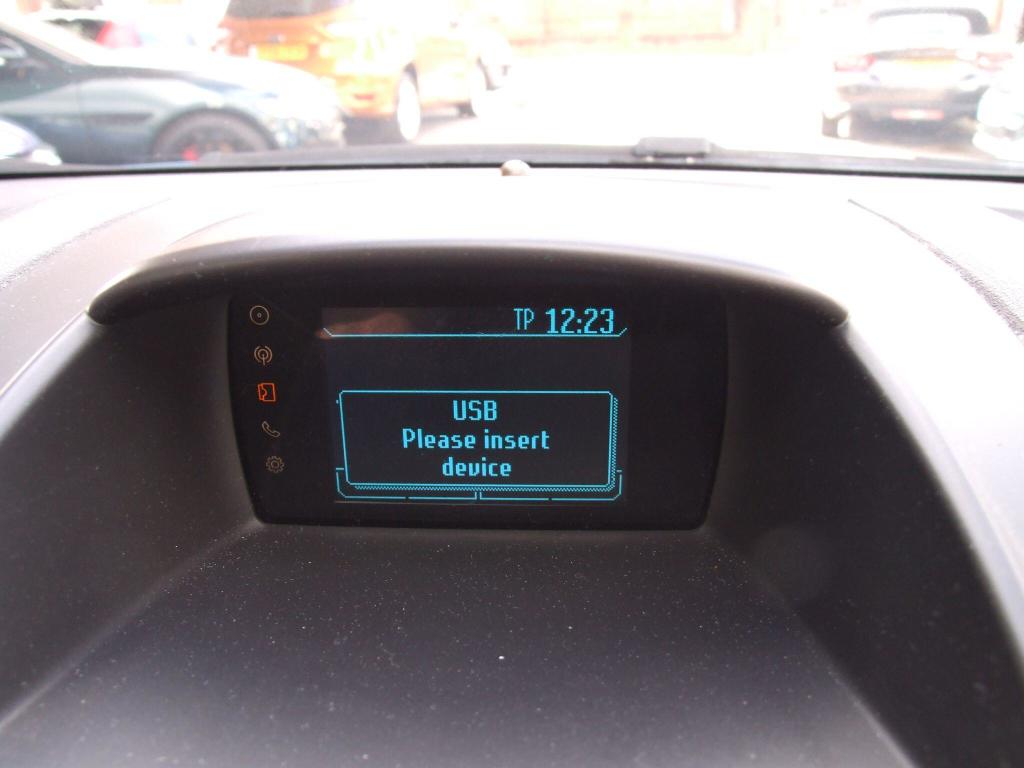 TP 12:23
USB
Please insert
device